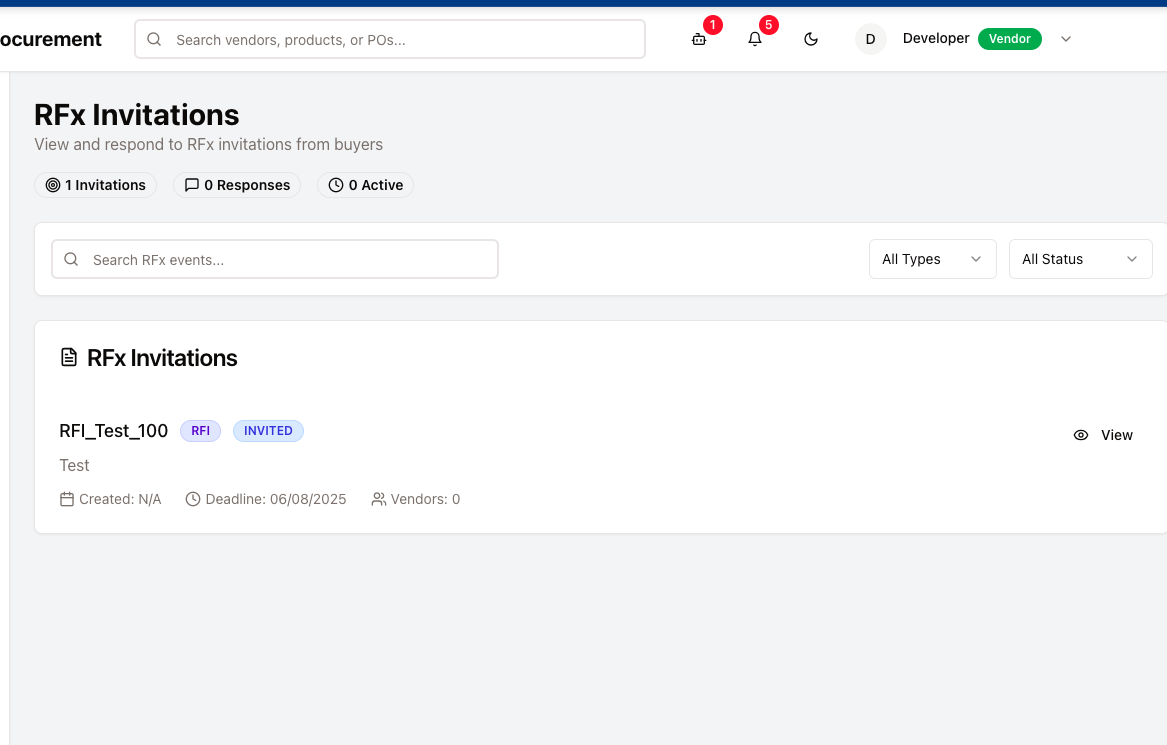 ocurement
Search vendors, products, or POs...
1
5
D
Developer
Vendor
RFx Invitations
View and respond to RFx invitations from buyers
1 Invitations
0 Responses
0 Active
Search RFx events...
All Types
All Status
RFx Invitations
RFI_Test_100
RFI
INVITED
View
Test
Created: N/A
Deadline: 06/08/2025
Vendors: 0